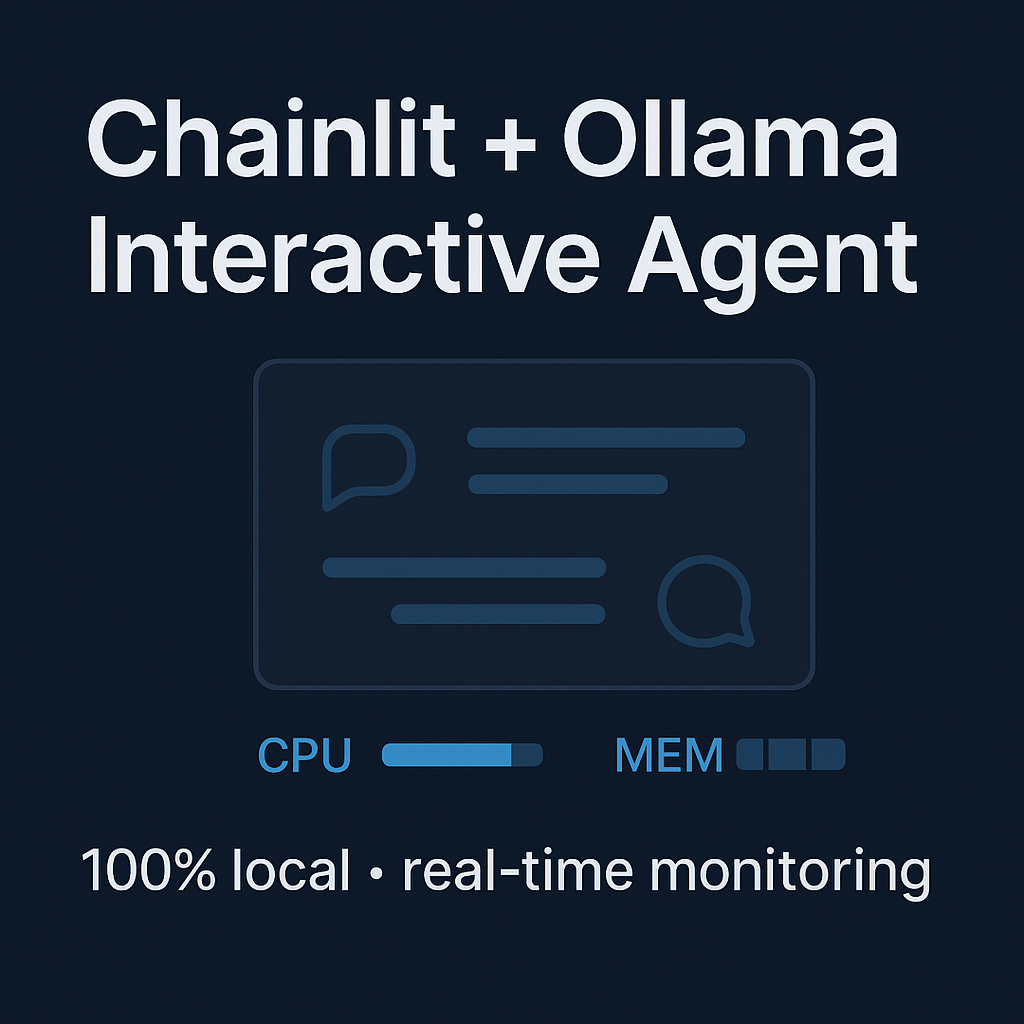 Chainlit + Ollama
Interactive Agent
CPU MEM
100% local • real-time monitoring